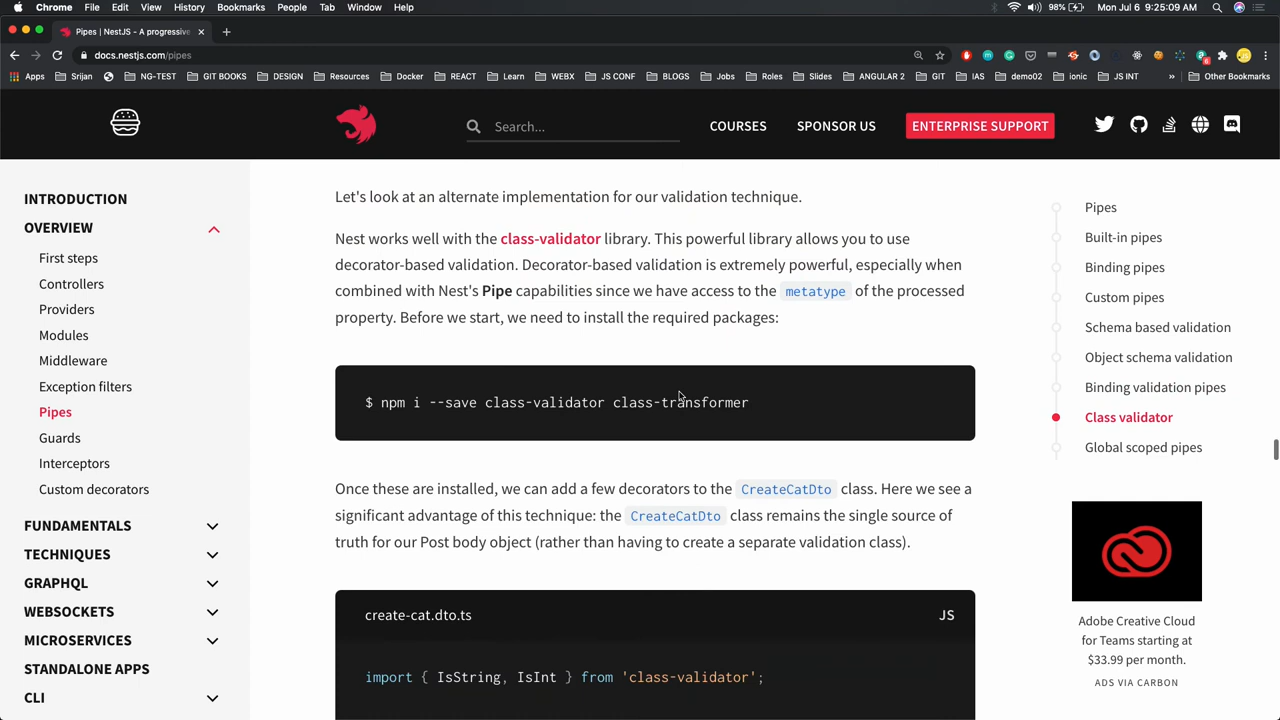 Chrome File Edit View History Bookmarks People Tab Window Help 98% Mon Jul 6 9:25:09 AM
Pipes | NestJS - A progressive
docs.nestjs.com/pipes
Apps Srijan NG-TEST GIT BOOKS DESIGN Resources Docker REACT Learn WEBX JS CONF BLOGS Jobs Roles Slides ANGULAR 2 GIT IAS demo02 ionic JS INT » Other Bookmarks
Search...
COURSES
SPONSOR US
ENTERPRISE SUPPORT
INTRODUCTION
OVERVIEW
First steps
Controllers
Providers
Modules
Middleware
Exception filters
Pipes
Guards
Interceptors
Custom decorators
FUNDAMENTALS
TECHNIQUES
GRAPHQL
WEBSOCKETS
MICROSERVICES
STANDALONE APPS
CLI
Let's look at an alternate implementation for our validation technique.
Nest works well with the class-validator library. This powerful library allows you to use
decorator-based validation. Decorator-based validation is extremely powerful, especially when
combined with Nest's Pipe capabilities since we have access to the metatype of the processed
property. Before we start, we need to install the required packages:
$ npm i --save class-validator class-transformer
Once these are installed, we can add a few decorators to the CreateCatDto class. Here we see a
significant advantage of this technique: the CreateCatDto class remains the single source of
truth for our Post body object (rather than having to create a separate validation class).
create-cat.dto.ts JS
import { IsString, IsInt } from 'class-validator';
Pipes
Built-in pipes
Binding pipes
Custom pipes
Schema based validation
Object schema validation
Binding validation pipes
Class validator
Global scoped pipes
Adobe Creative Cloud
for Teams starting at
$33.99 per month.
ADS VIA CARBON